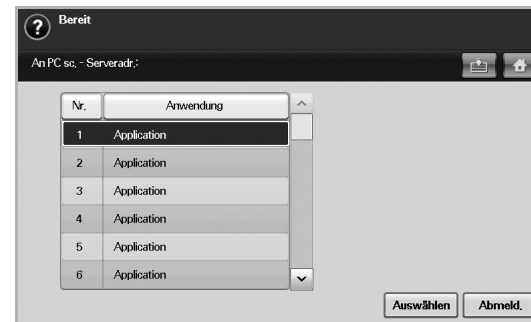 Bereit
An PC sc. - Serveradr.:
Nr. Anwendung
1 Application
2 Application
3 Application
4 Application
5 Application
6 Application
Auswählen Abmeld.